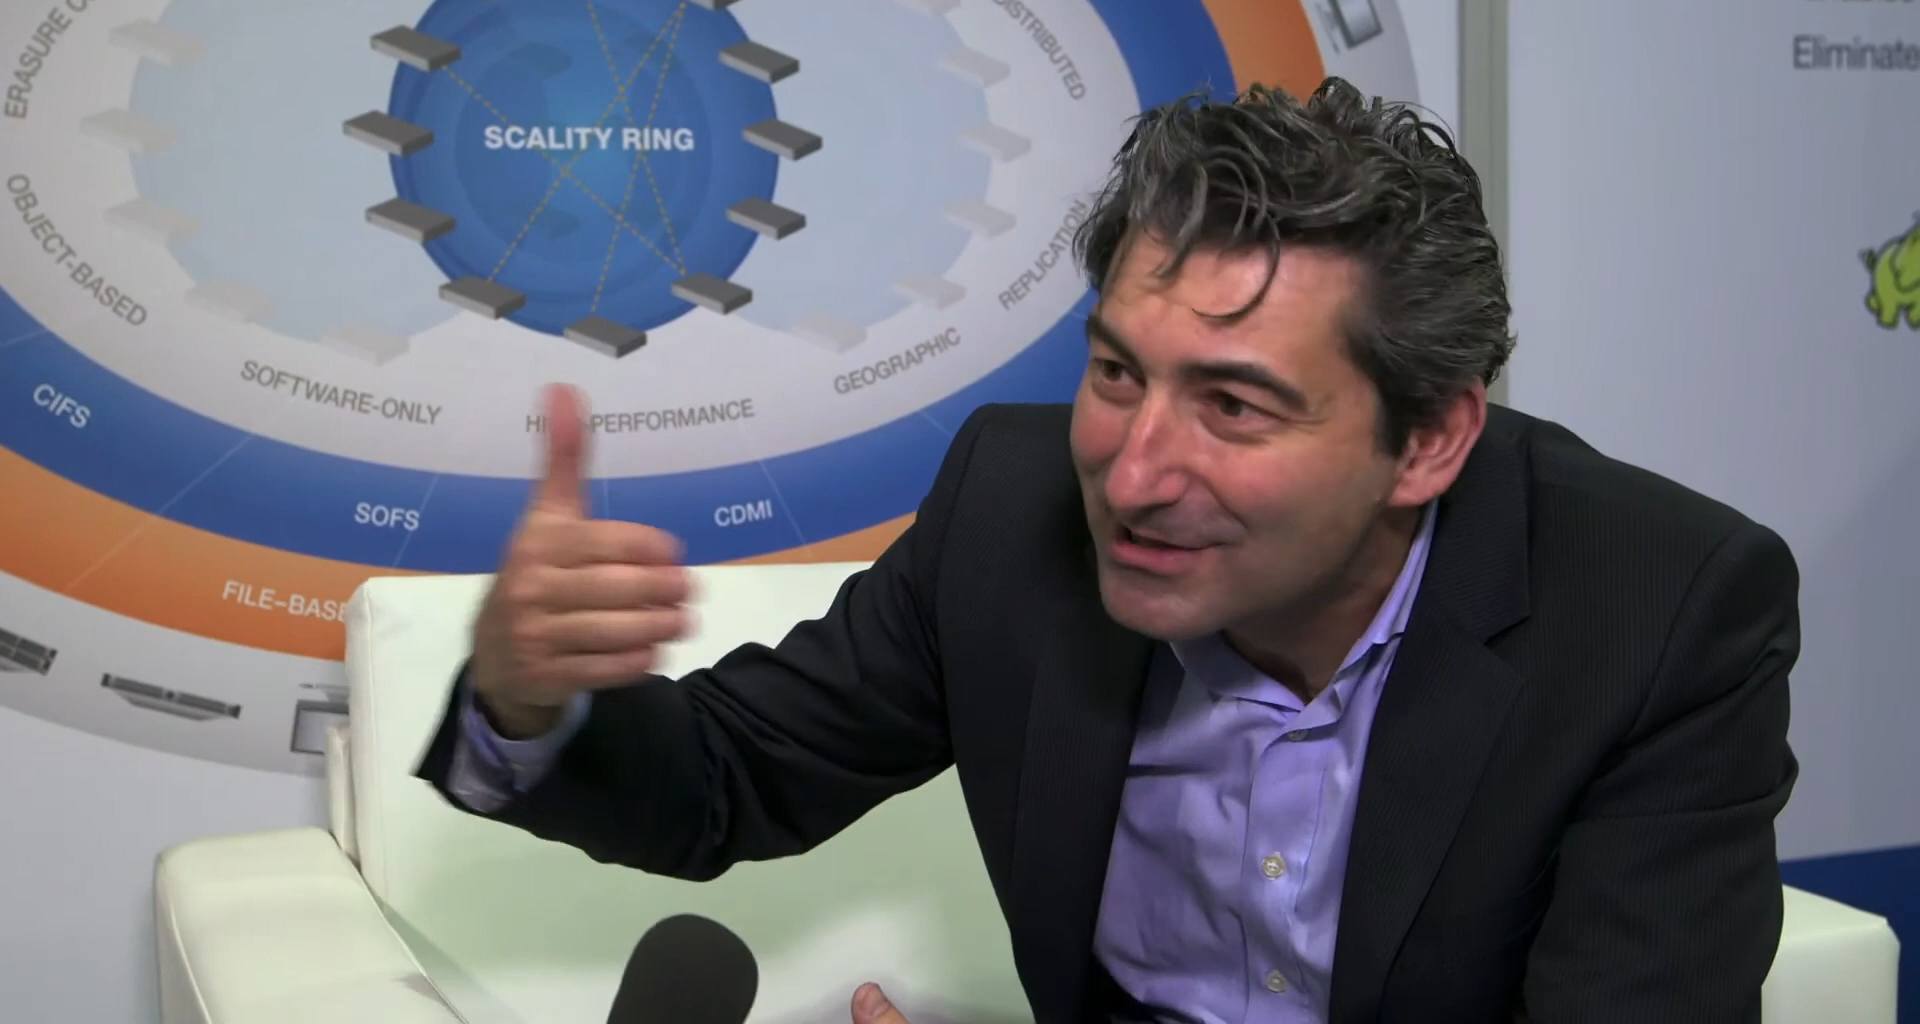 ERASURE
DISTRIBUTED
Eliminate
SCALITY RING
OBJECT-BASED
REPLICATION
SOFTWARE-ONLY
PERFORMANCE
GEOGRAPHIC
CIFS
SOFS
CDMI